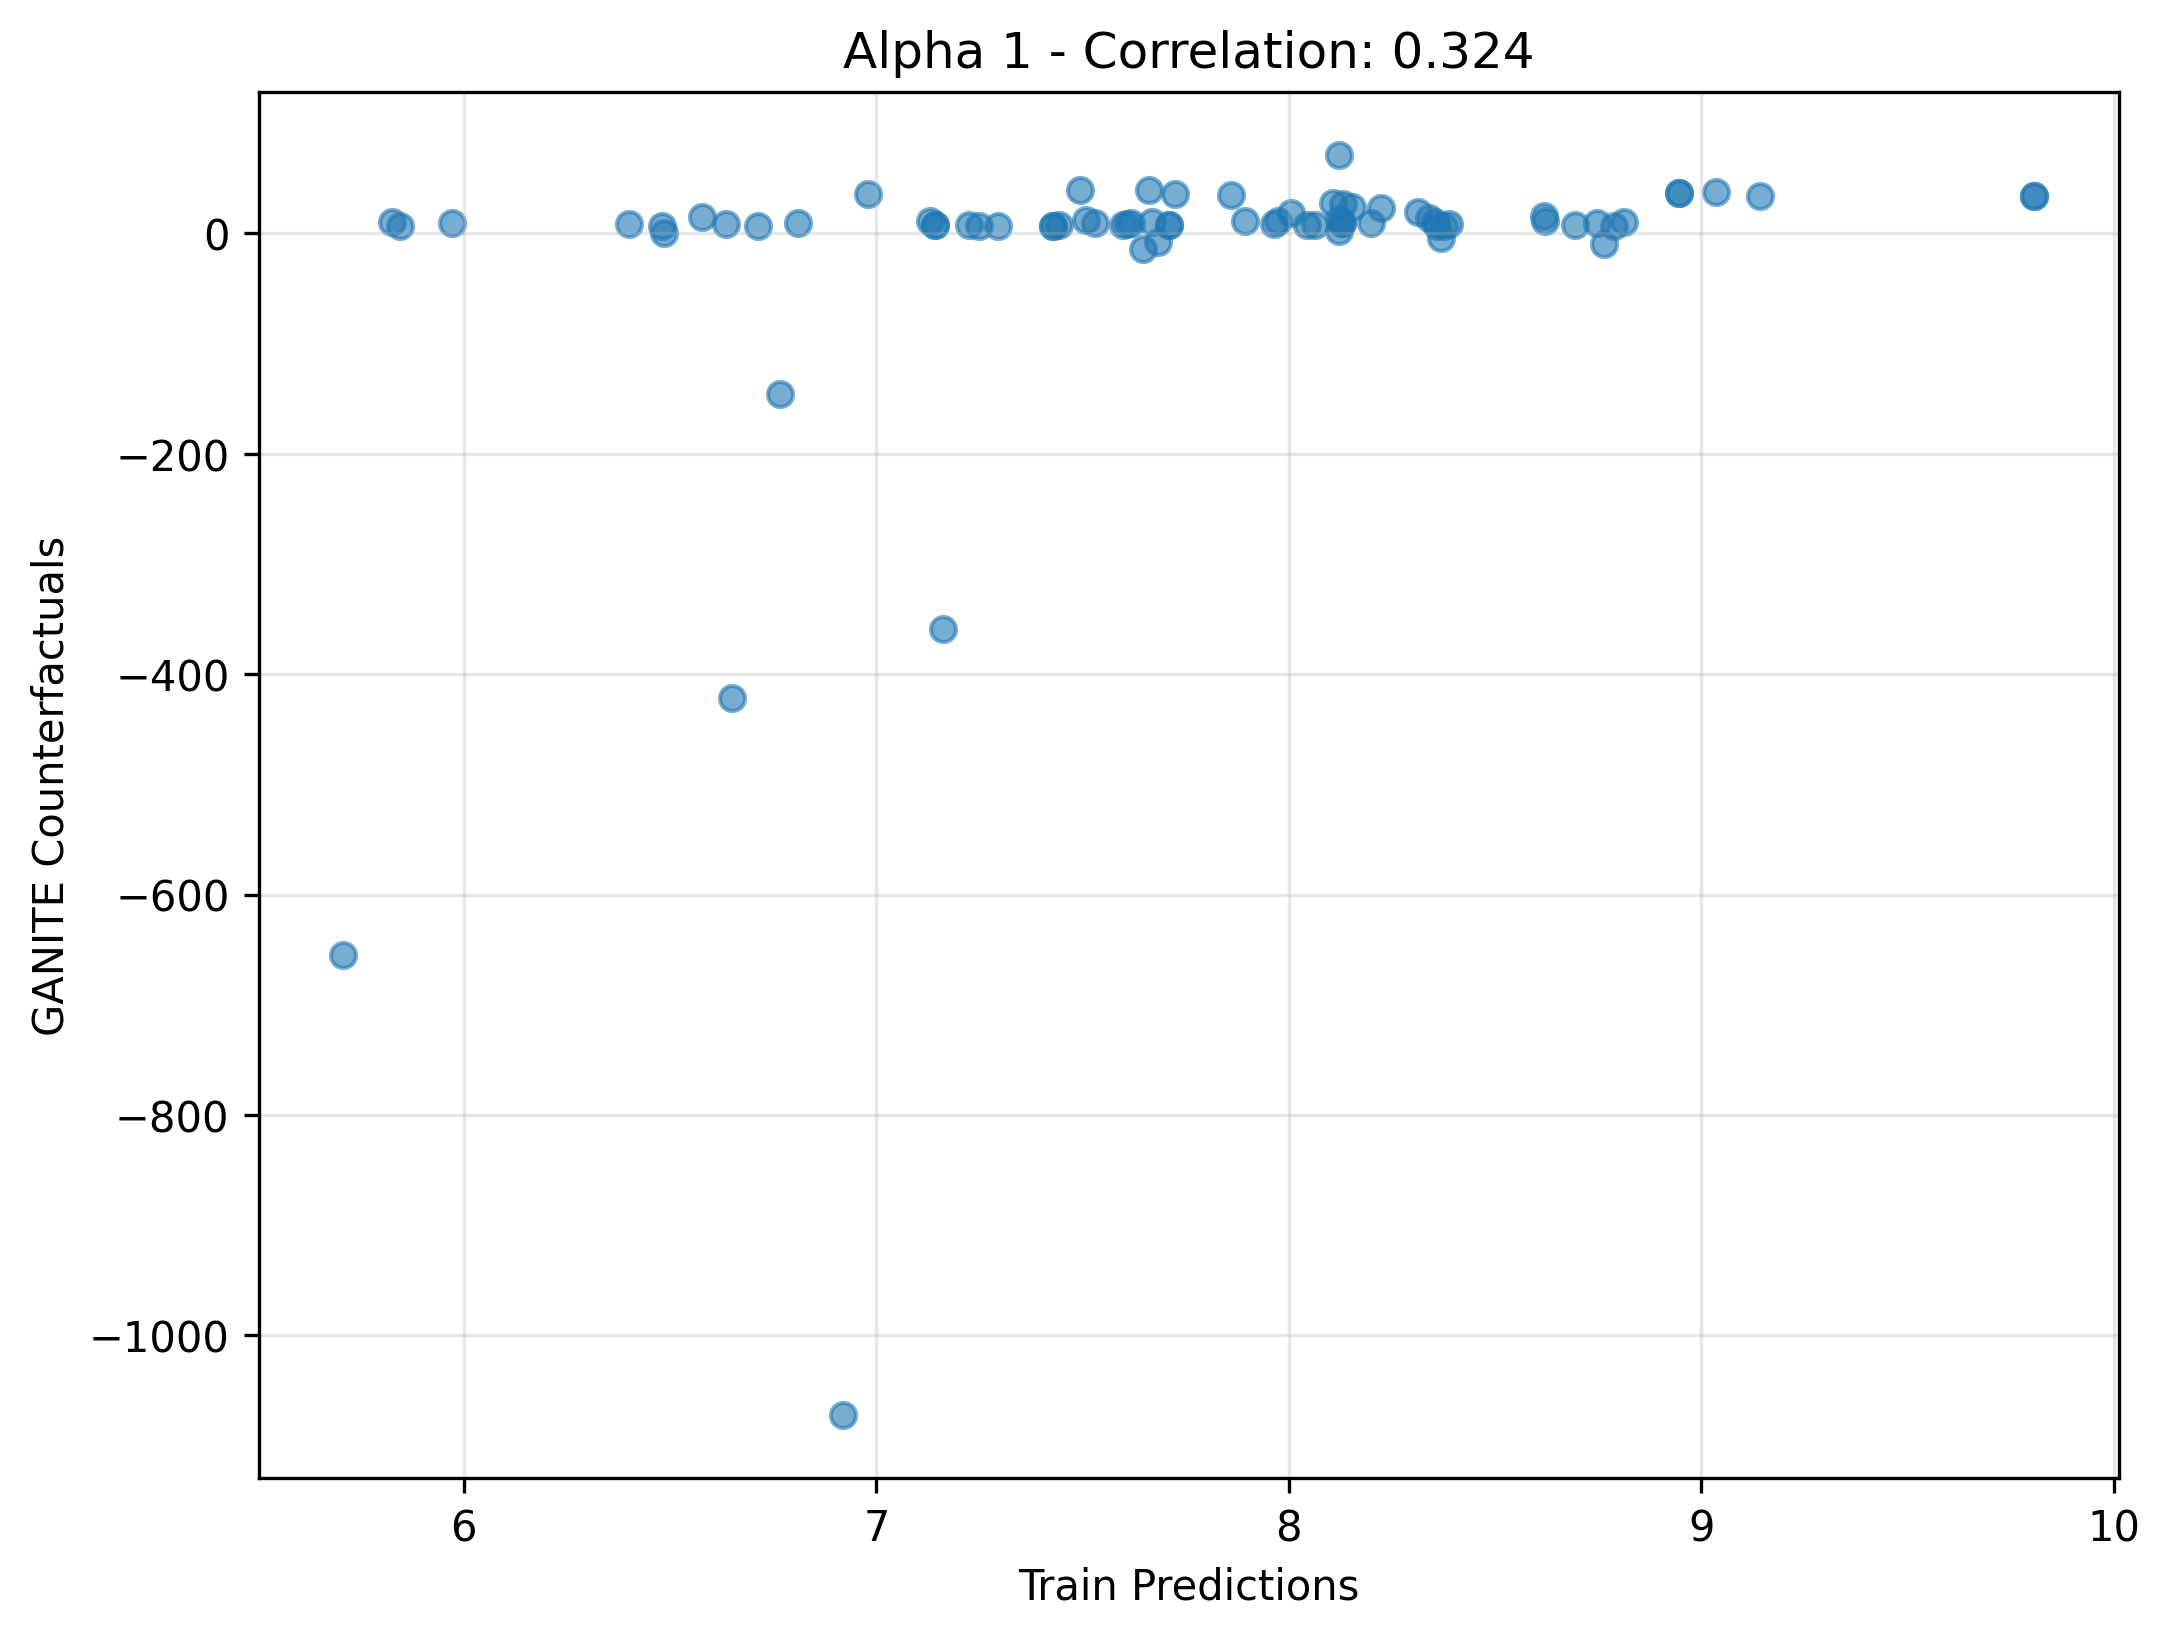 Alpha 1 - Correlation: 0.324
0
−200
−400
−600
−800
−1000
GANITE Counterfactuals
6 7 8 9 10
Train Predictions